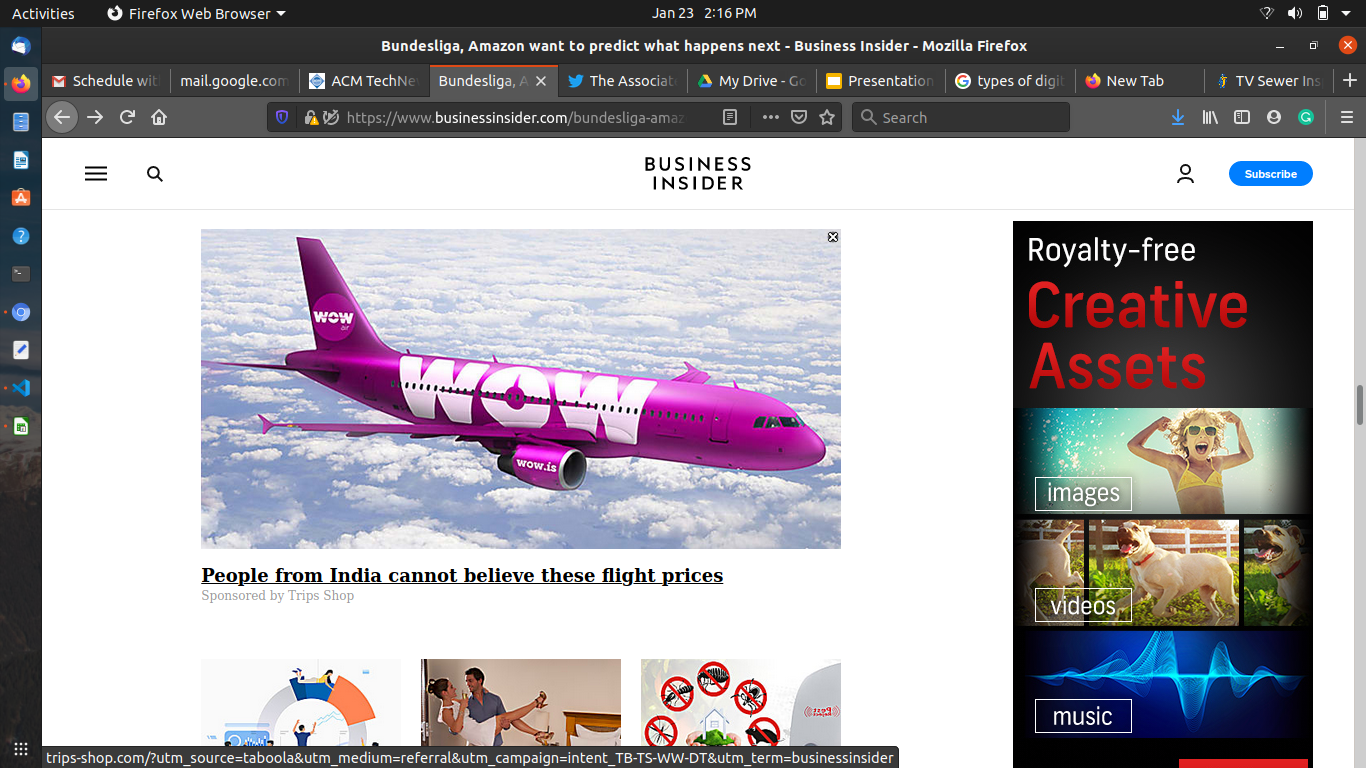 Activities
Firefox Web Browser
Jan 23 2:16 PM
Bundesliga, Amazon want to predict what happens next - Business Insider - Mozilla Firefox
Schedule wit
mail.google.com
ACM TechNe
Bundesliga, A
The Associat
My Drive - Go
Presentation
types of digit
New Tab
TV Sewer Ins
https://www.businessinsider.com/bundesliga-amaz
Search
BUSINESS
INSIDER
Subscribe
WOW
air
WOW
wow.is
People from India cannot believe these flight prices
Sponsored by Trips Shop
Royalty-free
Creative
Assets
images
videos
music
trips-shop.com/?utm_source=taboola&utm_medium=referral&utm_campaign=intent_TB-TS-WW-DT&utm_term=businessinsider